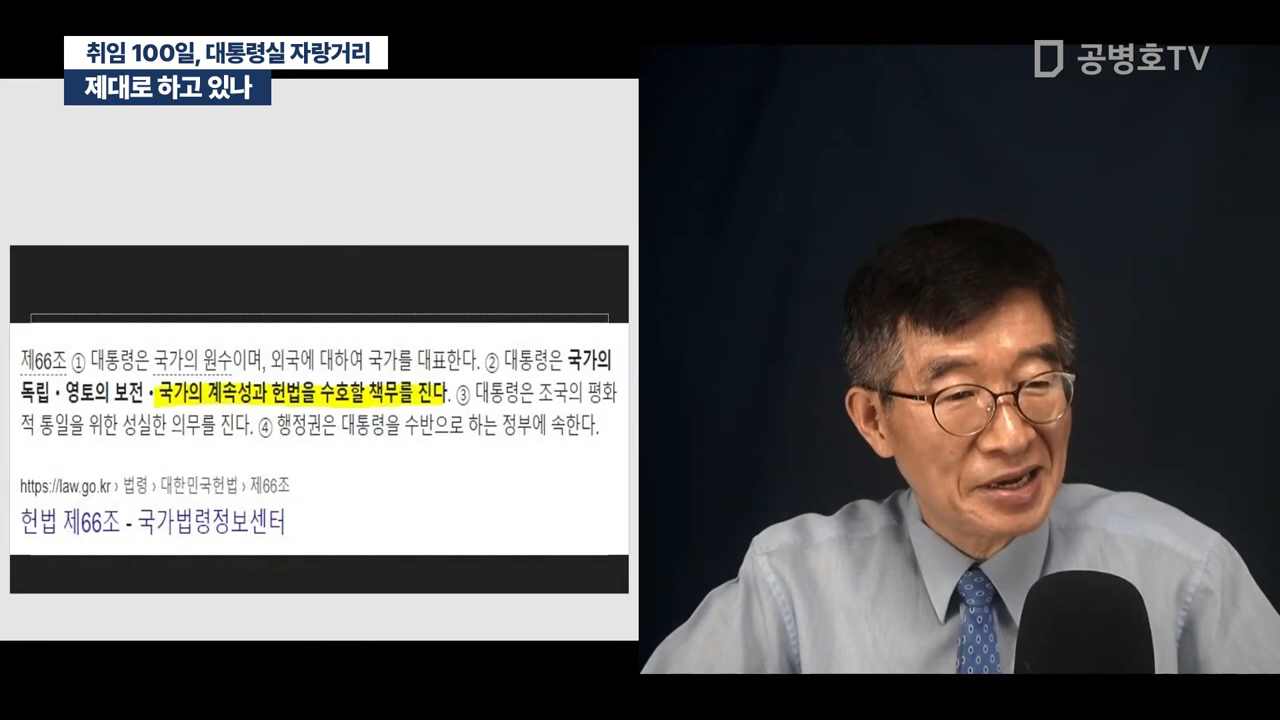 취임 100일, 대통령실 자랑거리
제대로 하고 있나
공병호TV
제66조 ① 대통령은 국가의 원수이며, 외국에 대하여 국가를 대표한다. ② 대통령은 국가의
독립·영토의 보전·국가의 계속성과 헌법을 수호할 책무를 진다. ③ 대통령은 조국의 평화
적 통일을 위한 성실한 의무를 진다. ④ 행정권은 대통령을 수반으로 하는 정부에 속한다.
https://law.go.kr › 법령 › 대한민국헌법 › 제66조
헌법 제66조 - 국가법령정보센터